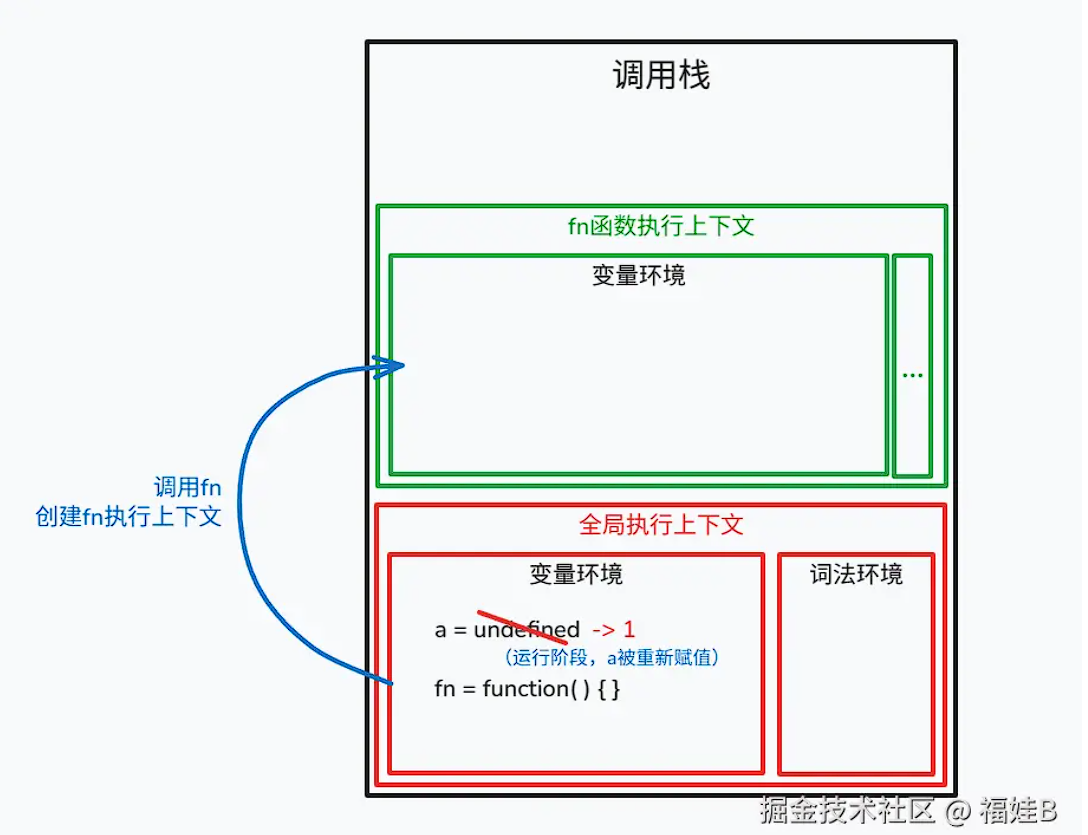 调用栈
fn函数执行上下文
变量环境
...
调用fn
创建fn执行上下文
全局执行上下文
变量环境
词法环境
a = undefined -> 1
（运行阶段，a被重新赋值）
fn = function( ) { }
掘金技术社区 @ 福娃B